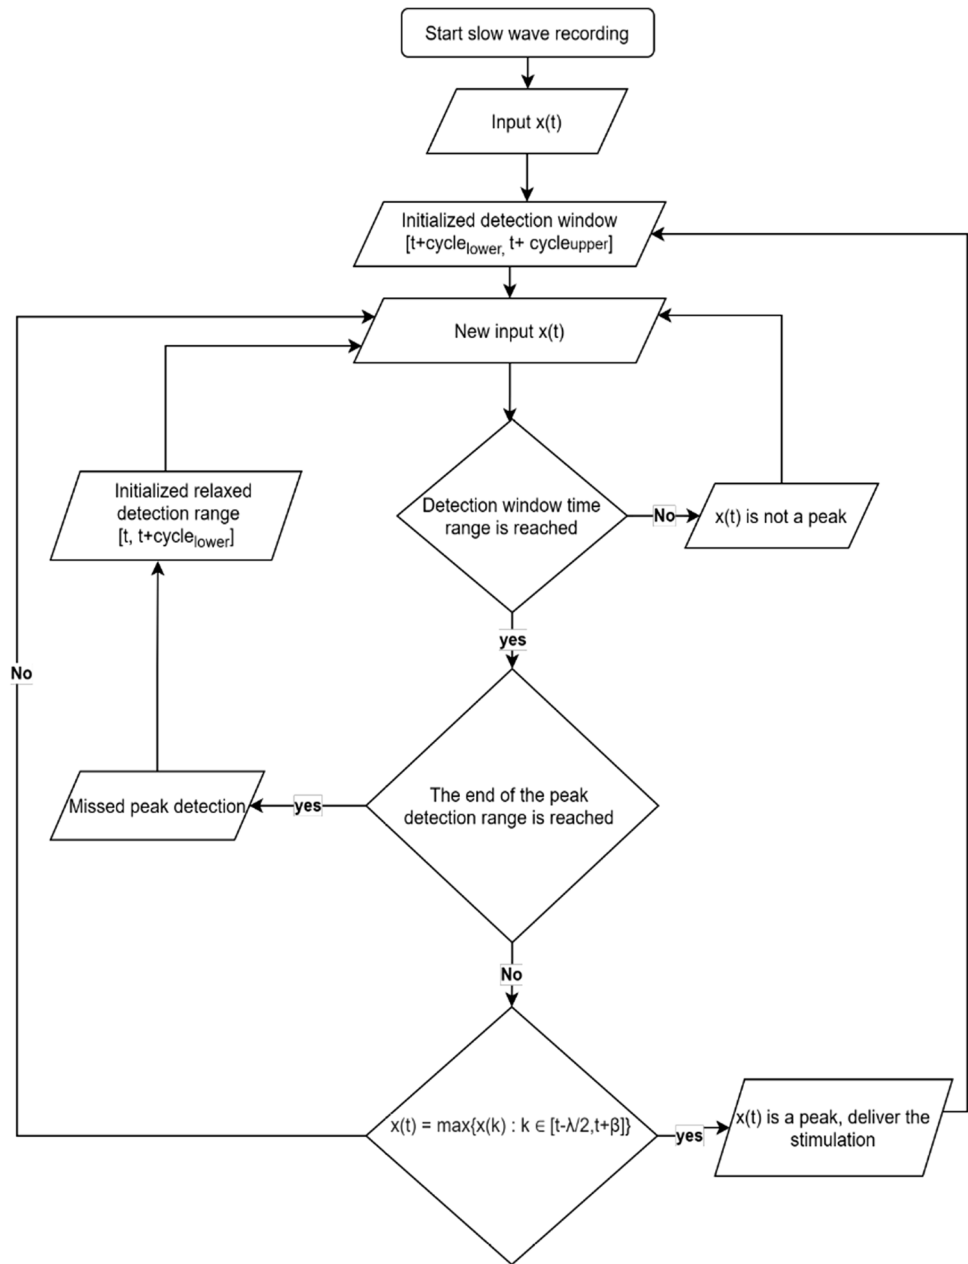 Start slow wave recording
Input x(t)
Initialized detection window
[t+cycle_lower, t+ cycleupper]
New input x(t)
Initialized relaxed
detection range
[t, t+cycle_lower]
Detection window time
range is reached
No
x(t) is not a peak
yes
No
Missed peak detection
yes
The end of the peak
detection range is reached
No
x(t) = max{x(k) : k ∈ [t-λ/2,t+β]}
yes
x(t) is a peak, deliver the
stimulation